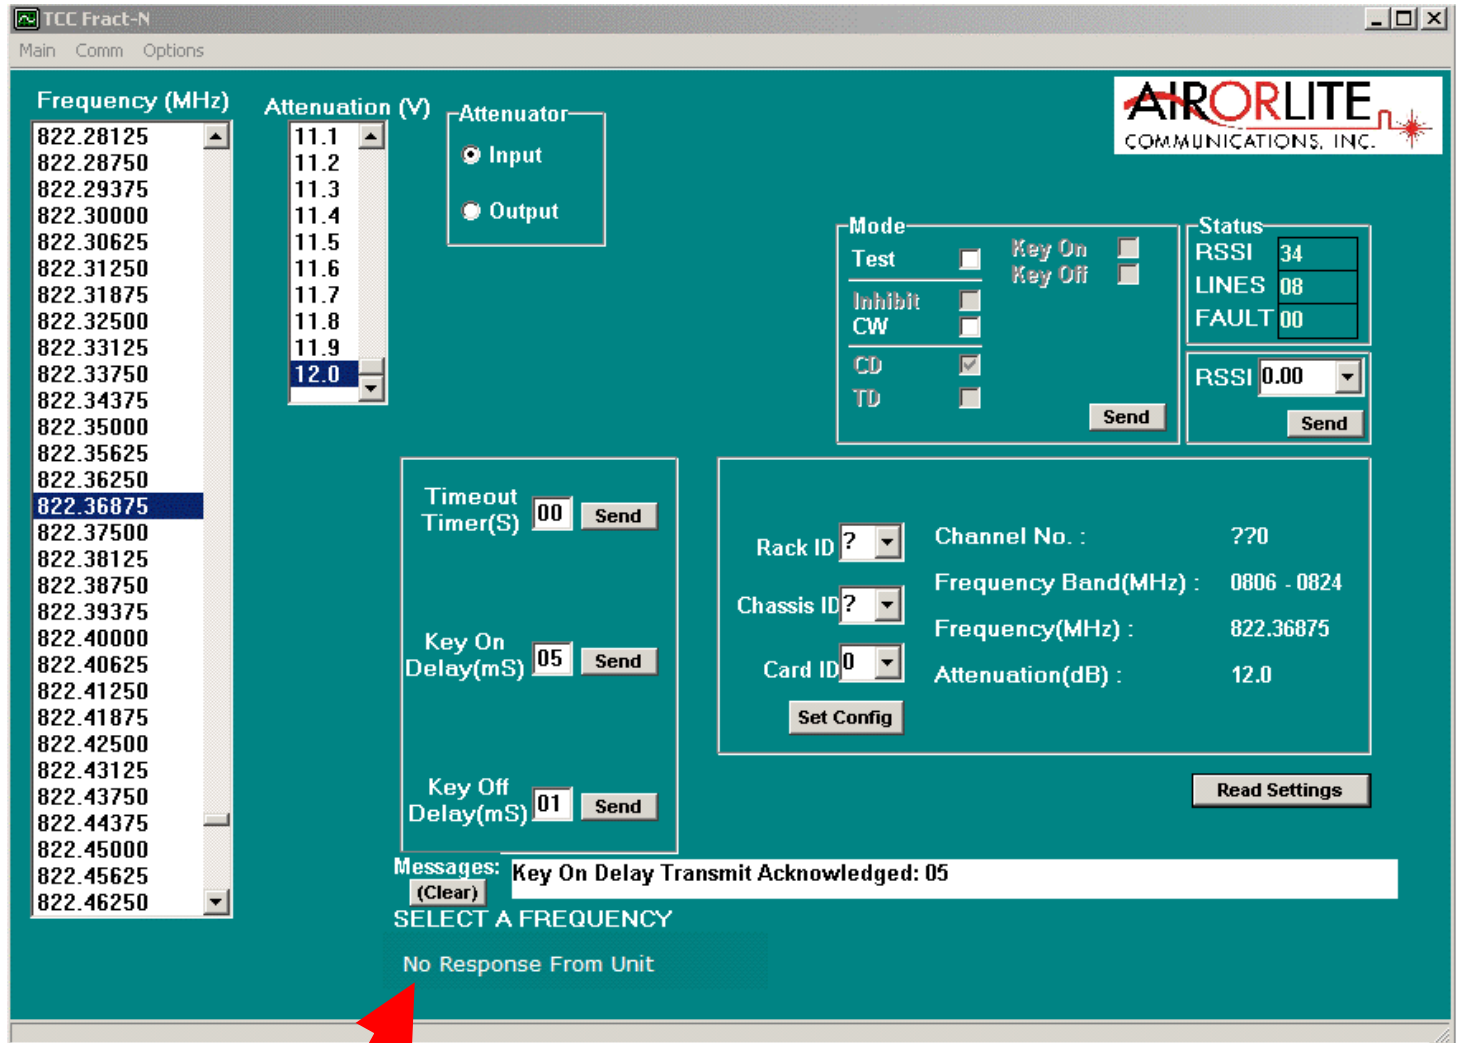 TCC Fract-N
Main Comm Options
Frequency (MHz)
822.28125
822.28750
822.29375
822.30000
822.30625
822.31250
822.31875
822.32500
822.33125
822.33750
822.34375
822.35000
822.35625
822.36250
822.36875
822.37500
822.38125
822.38750
822.39375
822.40000
822.40625
822.41250
822.41875
822.42500
822.43125
822.43750
822.44375
822.45000
822.45625
822.46250
Attenuation (V)
11.1
11.2
11.3
11.4
11.5
11.6
11.7
11.8
11.9
12.0
Attenuator
Input
Output
AIRORLITE
COMMUNICATIONS, INC.
Mode
Test
Key On
Key Off
Inhibit
CW
CD
TD
Send
Status
RSSI 34
LINES 08
FAULT 00
RSSI 0.00
Send
Timeout
Timer(S) 00 Send
Key On
Delay(mS) 05 Send
Key Off
Delay(mS) 01 Send
Rack ID ?
Chassis ID ?
Card ID 0
Set Config
Channel No. : ??0
Frequency Band(MHz) : 0806 - 0824
Frequency(MHz) : 822.36875
Attenuation(dB) : 12.0
Read Settings
Messages: Key On Delay Transmit Acknowledged: 05
(Clear)
SELECT A FREQUENCY
No Response From Unit